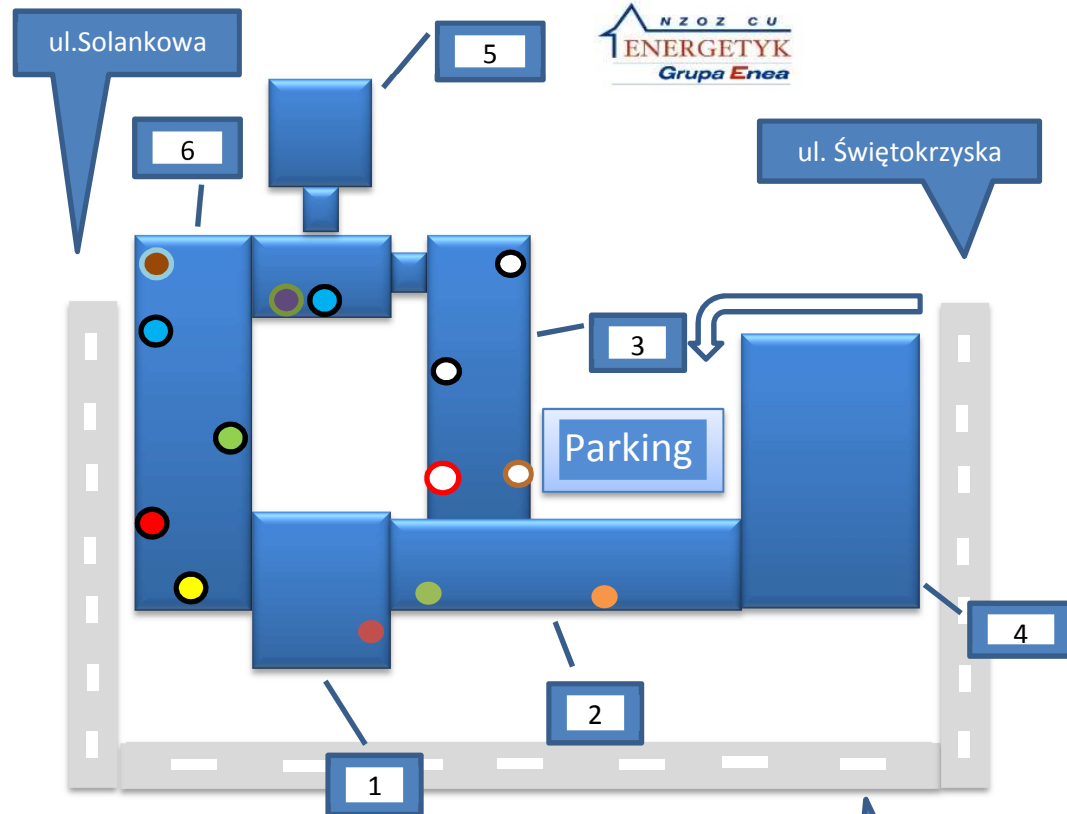 ul.Solankowa
5
NZOZ CU
ENERGETYK
Grupa Enea
6
ul. Świętokrzyska
3
Parking
4
2
1